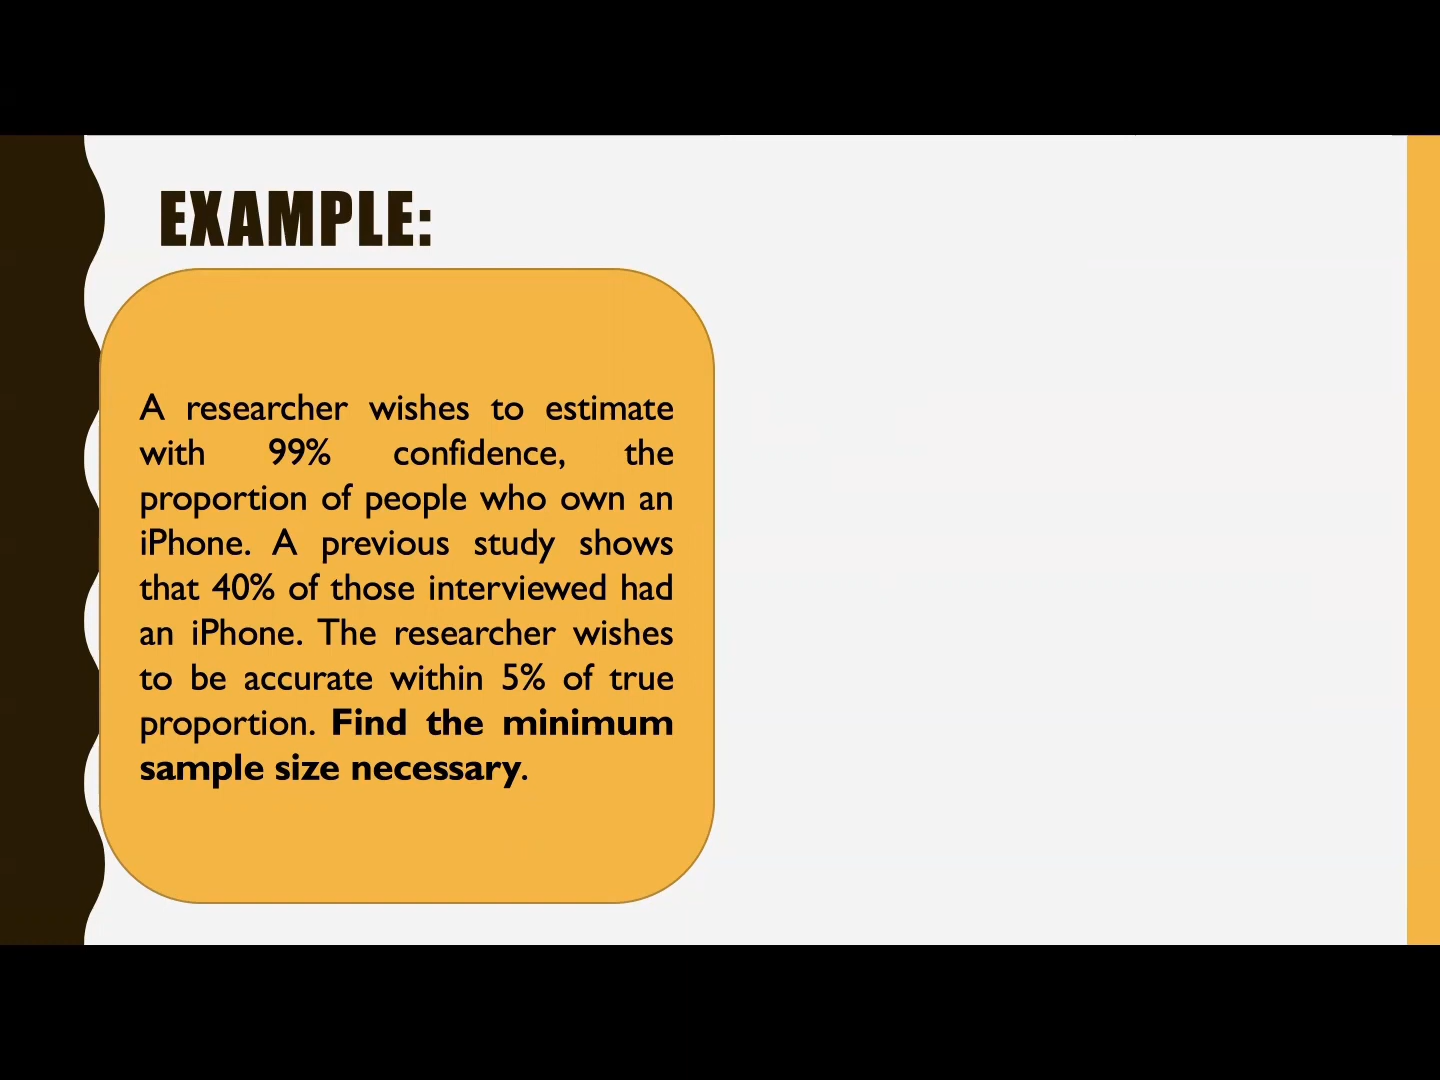 EXAMPLE:
A researcher wishes to estimate
with 99% confidence, the
proportion of people who own an
iPhone. A previous study shows
that 40% of those interviewed had
an iPhone. The researcher wishes
to be accurate within 5% of true
proportion. Find the minimum
sample size necessary.